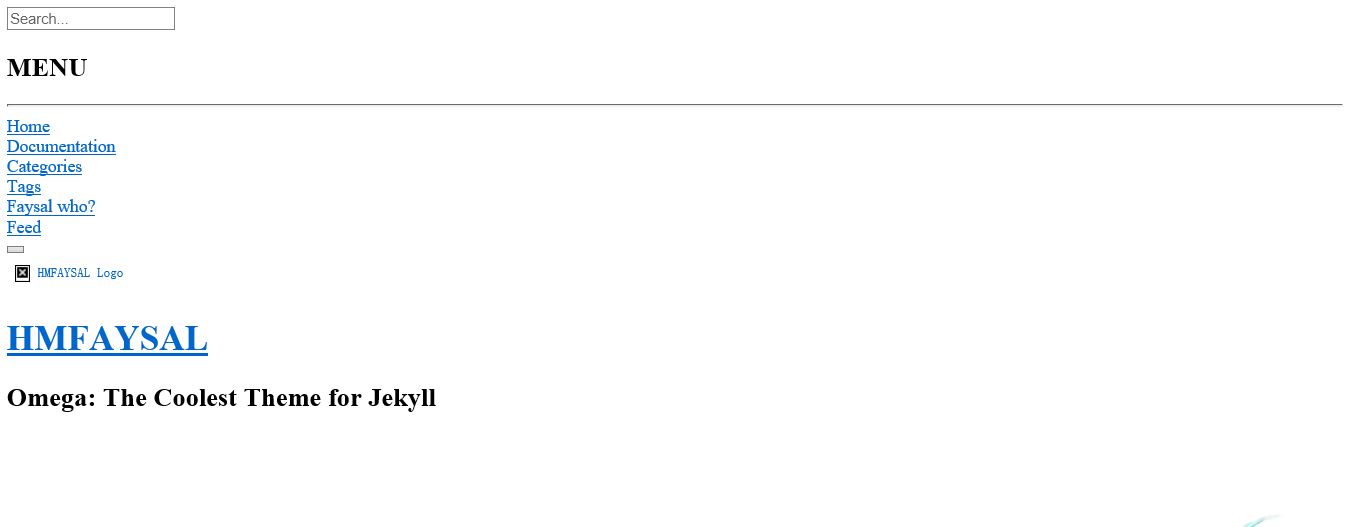 Search...
MENU
Home
Documentation
Categories
Tags
Faysal who?
Feed
HMFAYSAL Logo
HMFAYSAL
Omega: The Coolest Theme for Jekyll